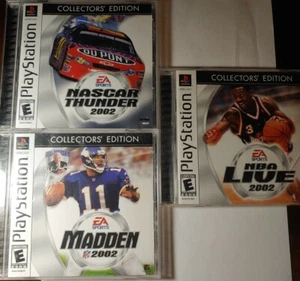 PlayStation
COLLECTORS' EDITION
DU PONT
EA
SPORTS
NASCAR
THUNDER
2002
E
PlayStation
COLLECTORS' EDITION
11
EA
SPORTS
MADDEN
2002
E
PlayStation
COLLECTORS' EDITION
3
EA
SPORTS
NBA
LIVE
2002
E